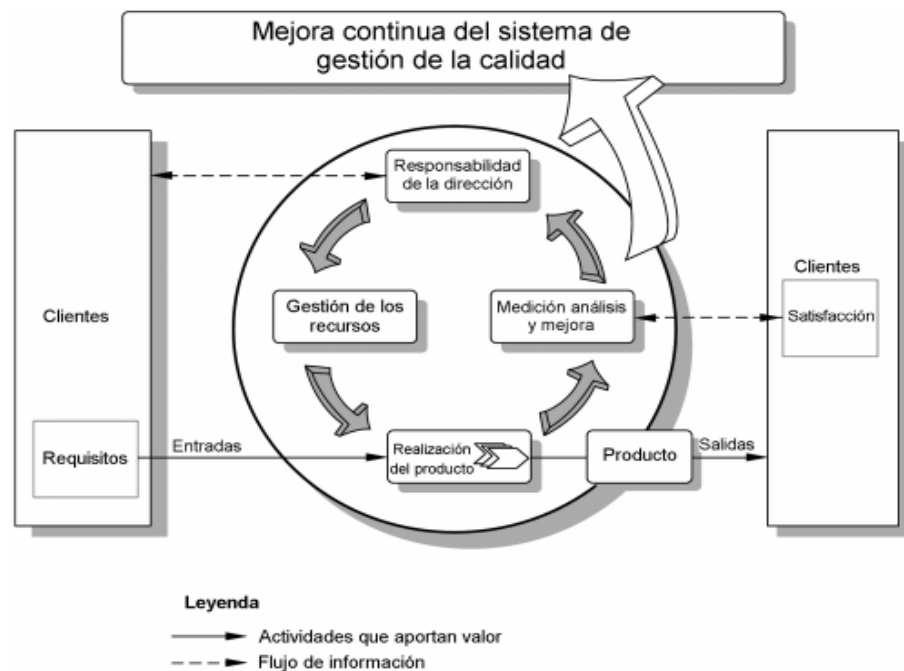 Mejora continua del sistema de
gestión de la calidad
Responsabilidad
de la dirección
Clientes
Gestión de los
recursos
Medición análisis
y mejora
Clientes
Satisfacción
Requisitos
Entradas
Realización
del producto
Producto
Salidas
Leyenda
Actividades que aportan valor
Flujo de información